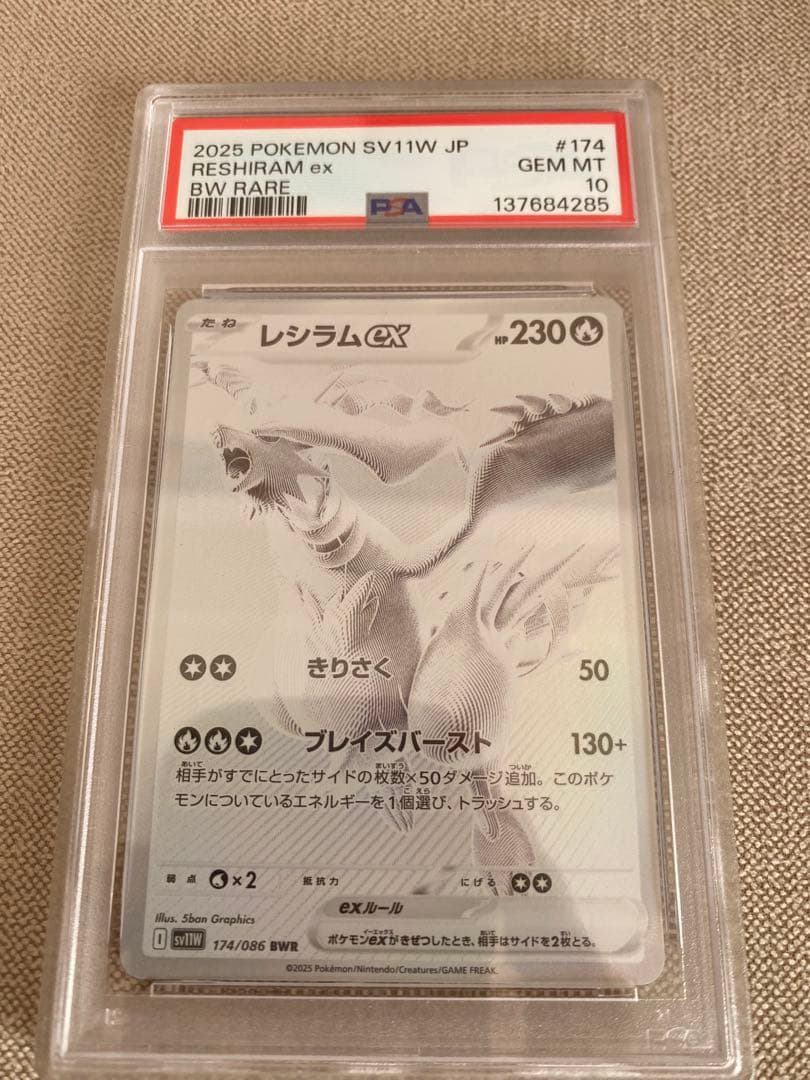 2025 POKEMON SV11W JP #174
RESHIRAM ex GEM MT
BW RARE 10
PSA 137684285
たね レシラムex HP230
きりさく 50
ブレイズバースト 130+
相手がすでにとったサイドの枚数×50ダメージ追加。このポケ
モンについているエネルギーを1個選び、トラッシュする。
弱点 ×2 抵抗力 にげる
exルール
ポケモンexがきぜつしたとき、相手はサイドを2枚とる。
Illus. 5ban Graphics
I sv11W 174/086 BWR
©2025 Pokémon/Nintendo/Creatures/GAME FREAK.